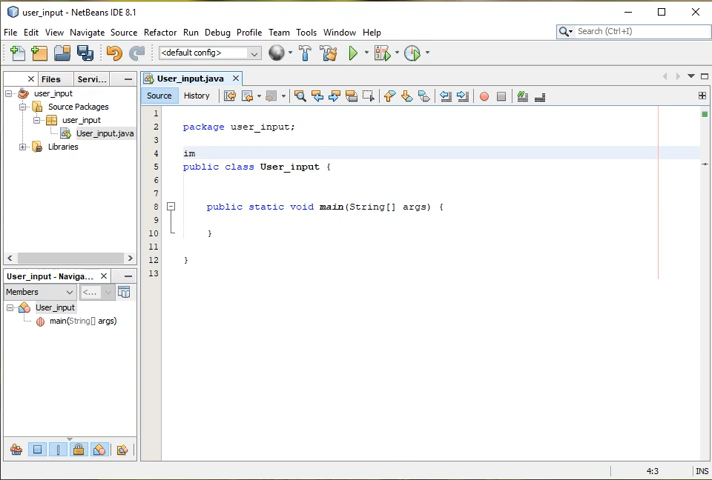 user_input - NetBeans IDE 8.1
File Edit View Navigate Source Refactor Run Debug Profile Team Tools Window Help
Search (Ctrl+I)
<default config>
Files Servi...
User_input.java
Source History
user_input
Source Packages
user_input
User_input.java
Libraries
1
2 package user_input;
3
4 im
5 public class User_input {
6
7
8 public static void main(String[] args) {
9
10 }
11
12 }
13
User_input - Naviga...
Members <...
User_input
main(String[] args)
4:3 INS